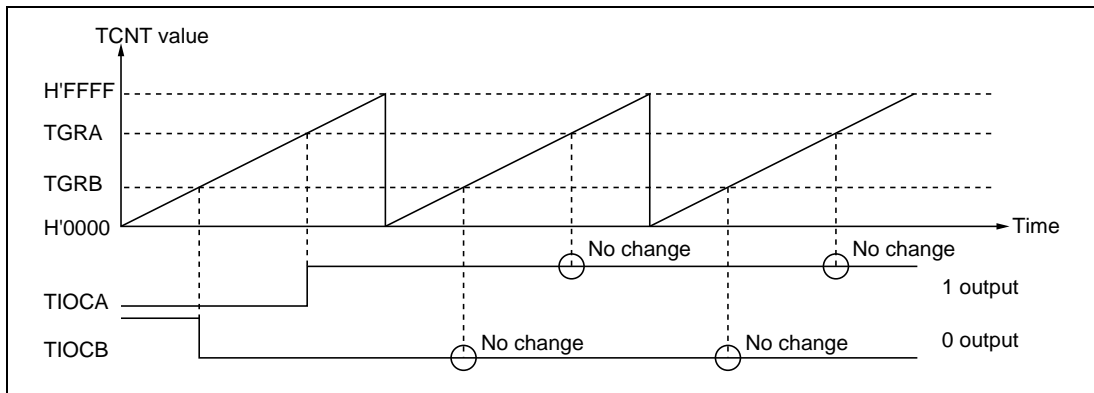 TCNT value
H'FFFF
TGRA
TGRB
H'0000
Time
No change
No change
TIOCA
1 output
No change
No change
TIOCB
0 output